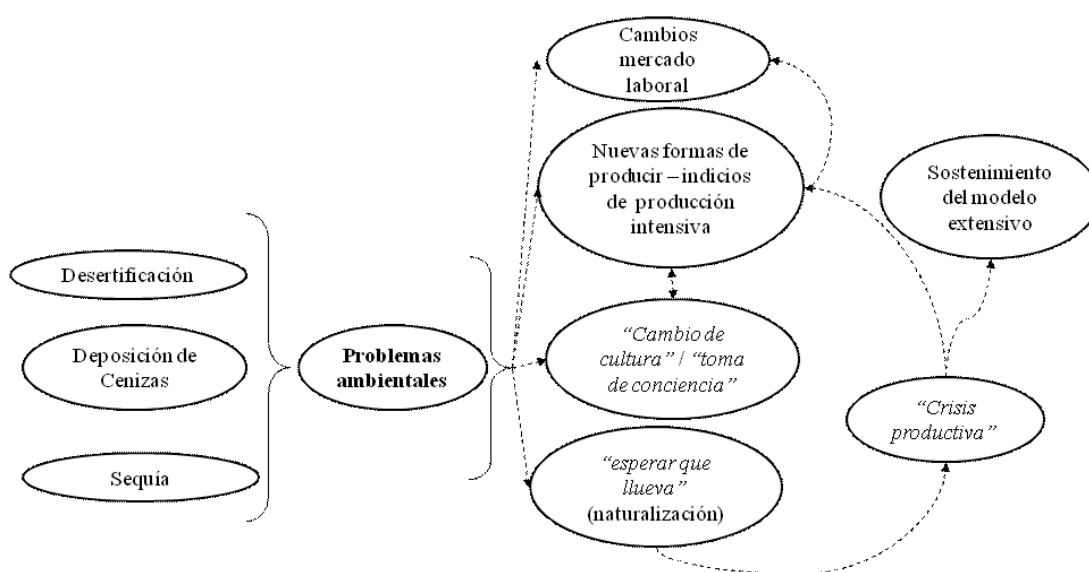 Cambios
mercado
laboral
Nuevas formas de
producir – indicios
de producción
intensiva
Sostenimiento
del modelo
extensivo
Desertificación
Deposición de
Cenizas
Sequía
Problemas
ambientales
“Cambio de
cultura” / “toma
de conciencia”
“esperar que
llueva”
(naturalización)
“Crisis
productiva”